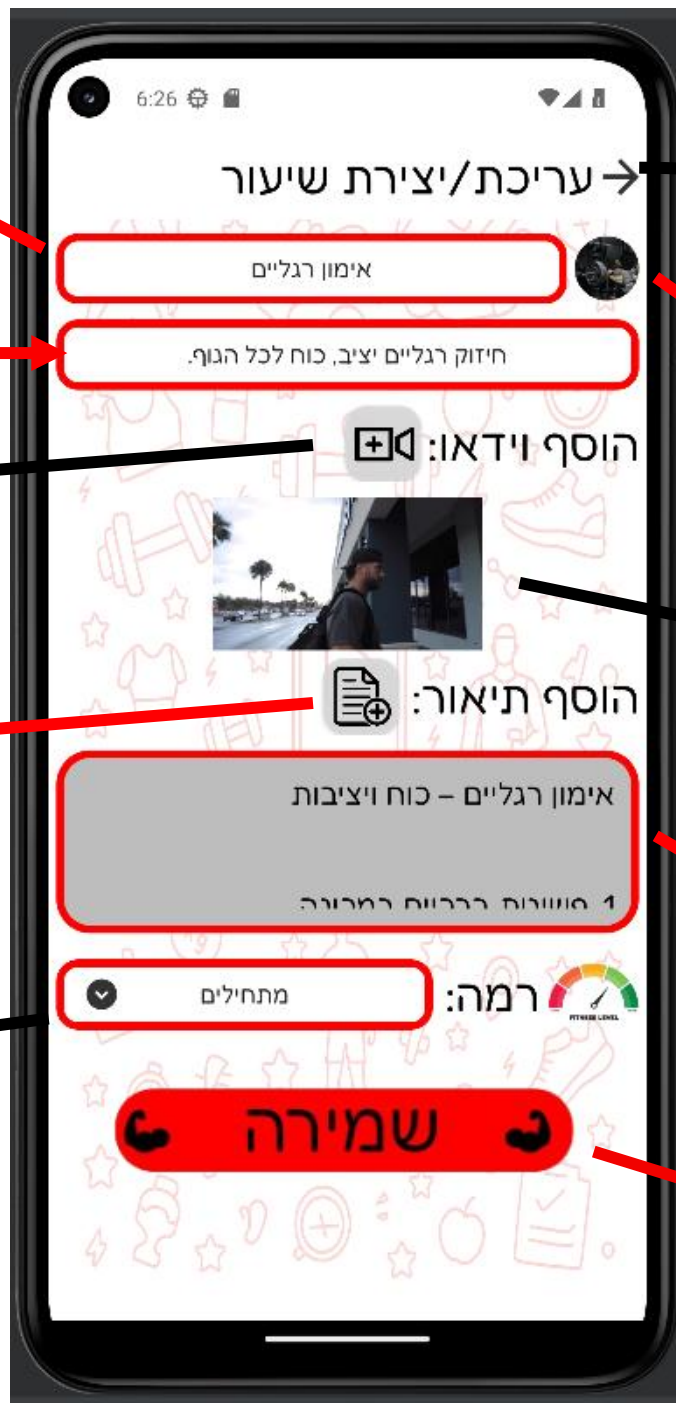 6:26
עריכת/יצירת שיעור
אימון רגליים
חיזוק רגליים יציב, כוח לכל הגוף.
הוסף וידאו:
הוסף תיאור:
אימון רגליים – כוח ויציבות
רמה:
FITNESS LEVEL
מתחילים
שמירה